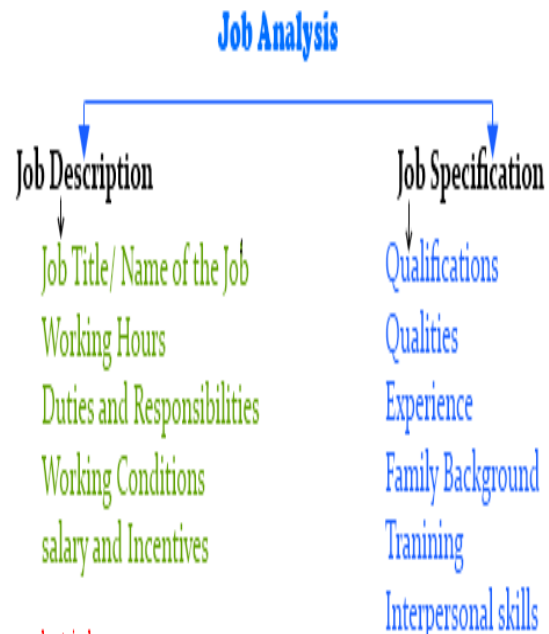 Job Analysis
Job Description
Job Title/ Name of the Job
Working Hours
Duties and Responsibilities
Working Conditions
salary and Incentives
Job Specification
Qualifications
Qualities
Experience
Family Background
Tranining
Interpersonal skills